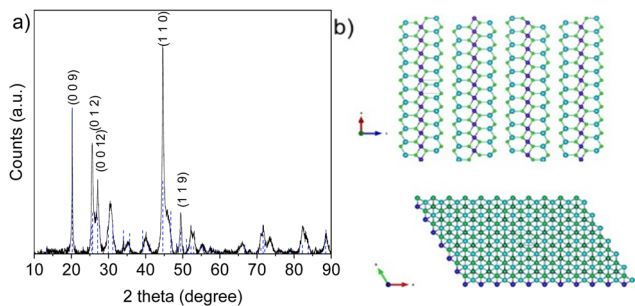 a)
Counts (a.u.)
(0 0 9)
(0 1 2)
(0 0 12)
(1 1 0)
(1 1 9)
10 20 30 40 50 60 70 80 90
2 theta (degree)
b)